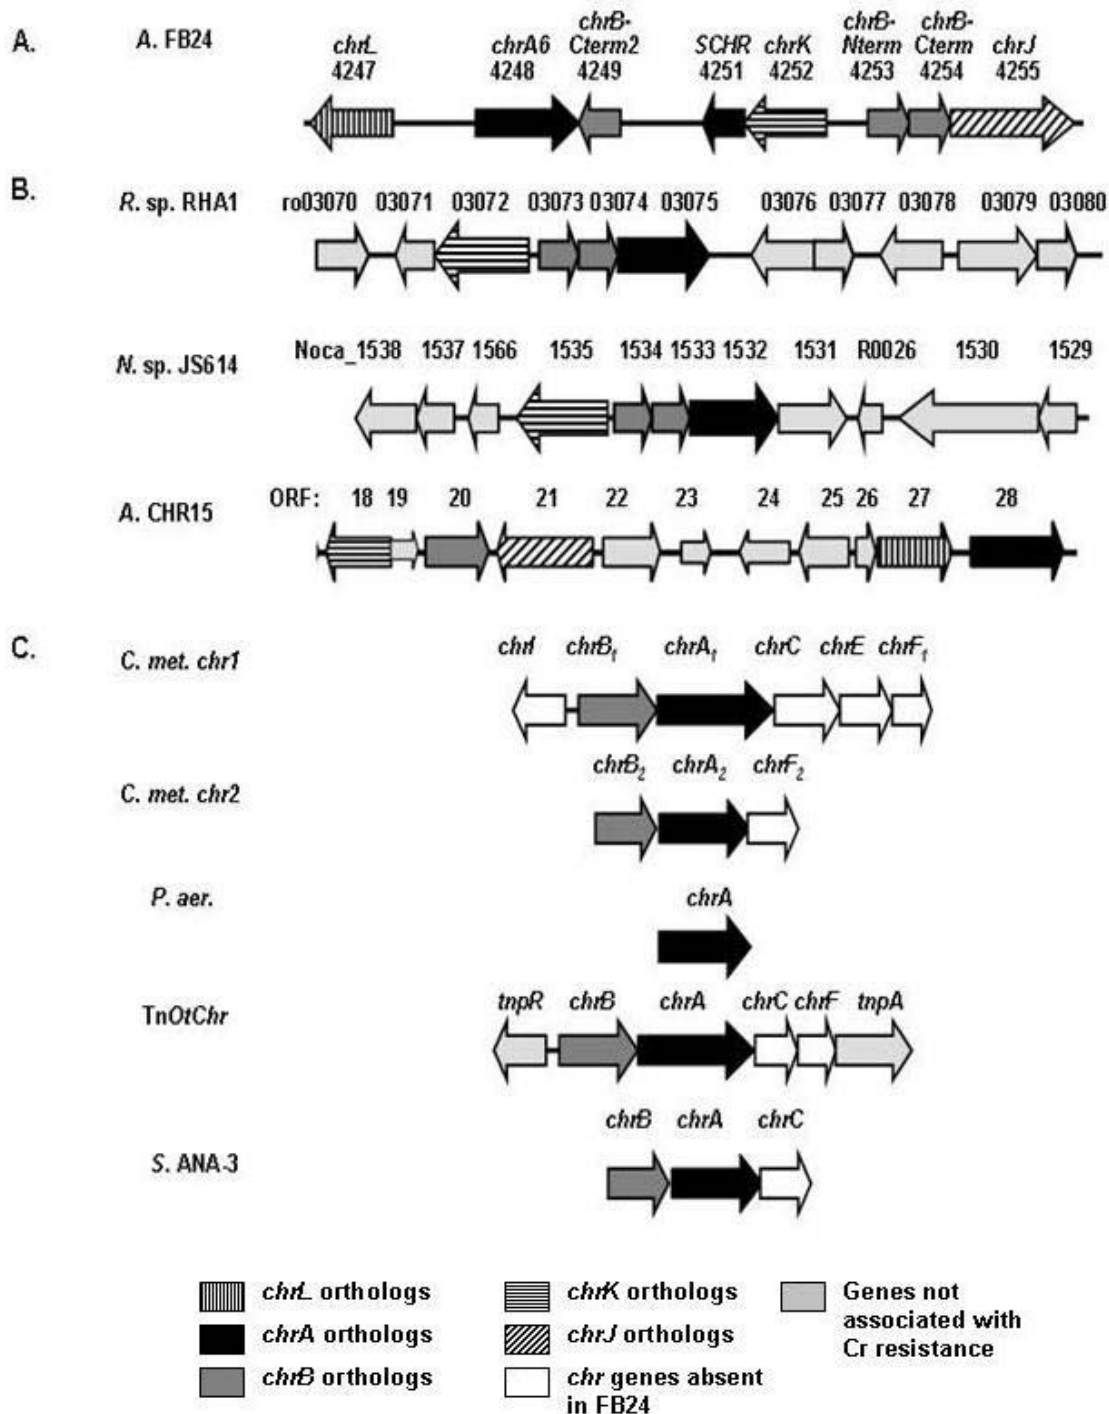 A.
A. FB24
chrL
4247
chrA6
4248
chrB-
Cterm2
4249
SCHR
4251
chrK
4252
chrB-
Nterm
4253
chrB-
Cterm
4254
chrJ
4255
B.
R. sp. RHA1
ro03070 03071 03072 03073 03074 03075 03076 03077 03078 03079 03080
N. sp. JS614
Noca_1538 1537 1566 1535 1534 1533 1532 1531 R0026 1530 1529
A. CHR15
ORF: 18 19 20 21 22 23 24 25 26 27 28
C.
C. met. chr1
chrI chrB1 chrA1 chrC chrE chrF1
C. met. chr2
chrB2 chrA2 chrF2
P. aer.
chrA
TnOtChr
tnpR chrB chrA chrC chrF tnpA
S. ANA-3
chrB chrA chrC
chrL orthologs
chrA orthologs
chrB orthologs
chrK orthologs
chrJ orthologs
chr genes absent
in FB24
Genes not
associated with
Cr resistance